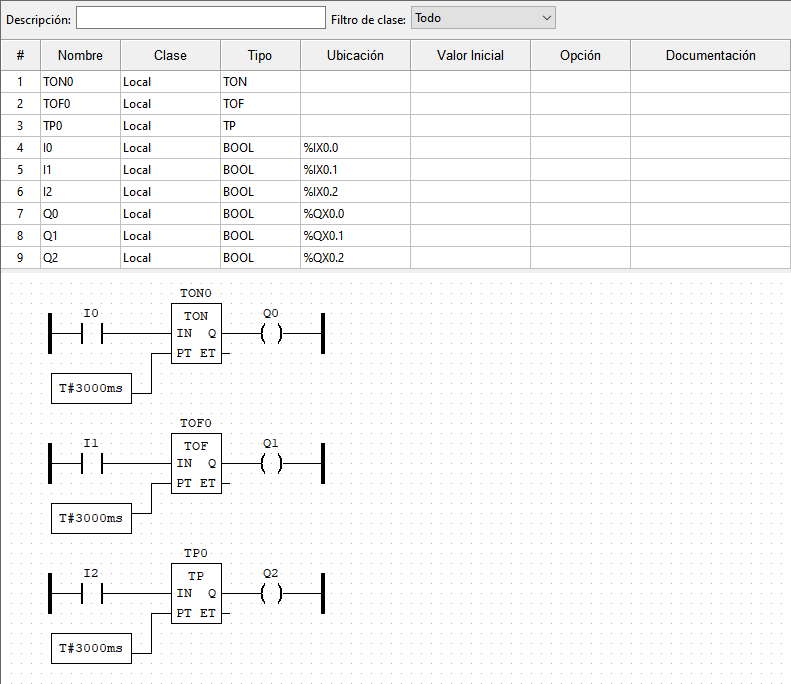 Descripción: Filtro de clase: Todo
# Nombre Clase Tipo Ubicación Valor Inicial Opción Documentación
1 TON0 Local TON
2 TOF0 Local TOF
3 TP0 Local TP
4 I0 Local BOOL %IX0.0
5 I1 Local BOOL %IX0.1
6 I2 Local BOOL %IX0.2
7 Q0 Local BOOL %QX0.0
8 Q1 Local BOOL %QX0.1
9 Q2 Local BOOL %QX0.2
TON0
I0 TON Q0
IN Q
PT ET
T#3000ms
TOF0
I1 TOF Q1
IN Q
PT ET
T#3000ms
TP0
I2 TP Q2
IN Q
PT ET
T#3000ms